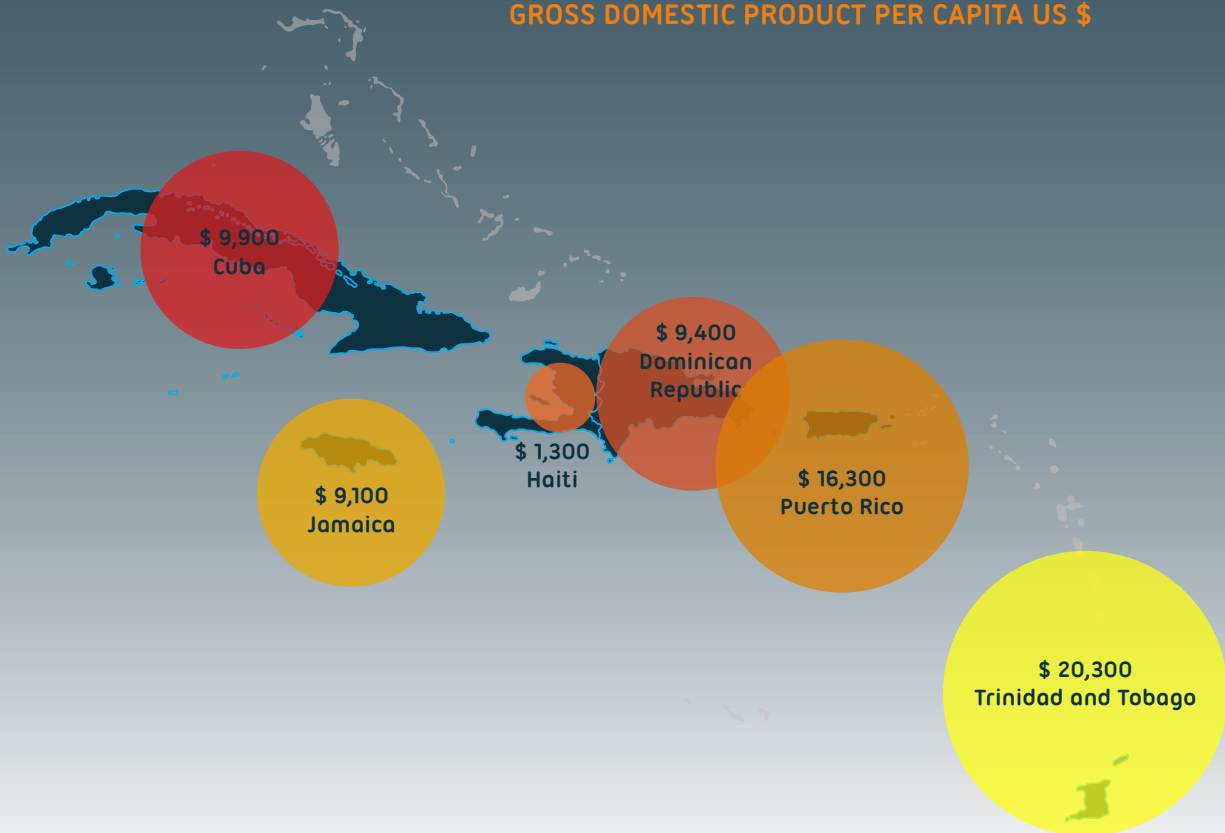 GROSS DOMESTIC PRODUCT PER CAPITA US $
$ 9,900
Cuba
$ 9,400
Dominican
Republic
$ 1,300
Haiti
$ 9,100
Jamaica
$ 16,300
Puerto Rico
$ 20,300
Trinidad and Tobago